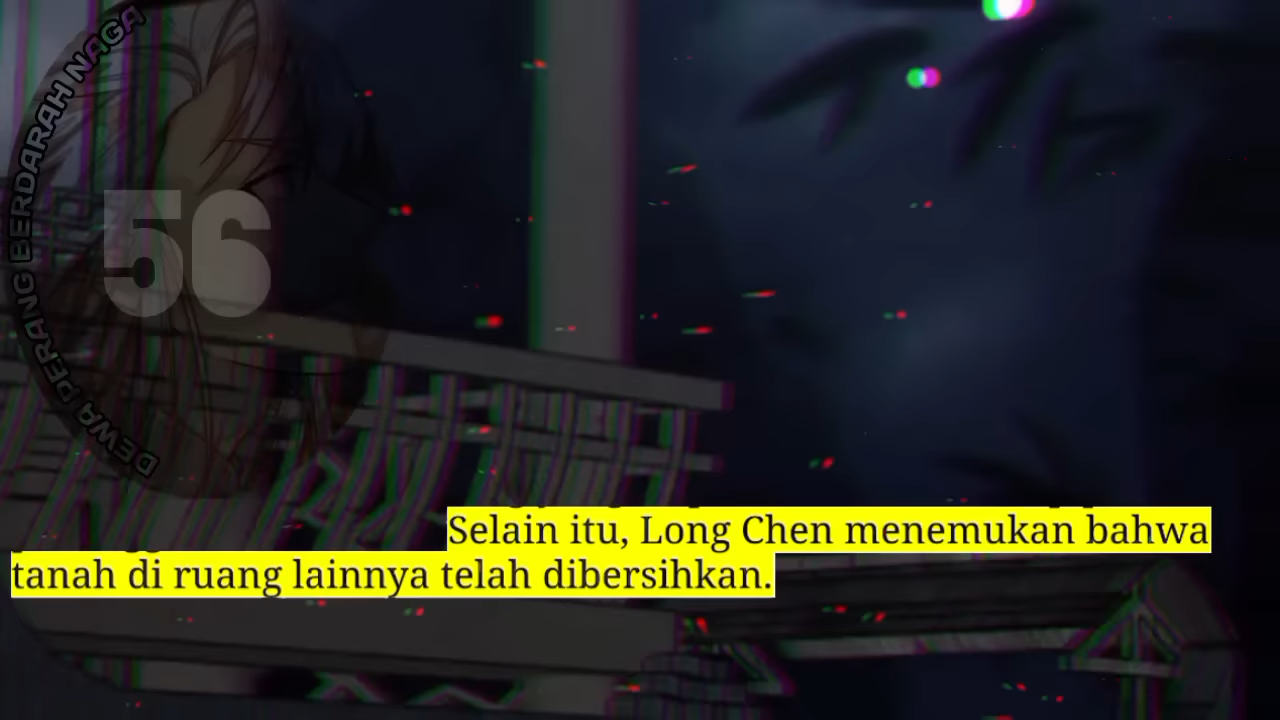 DEWA PERANG BERDARAH NAGA
56
Selain itu, Long Chen menemukan bahwa
tanah di ruang lainnya telah dibersihkan.